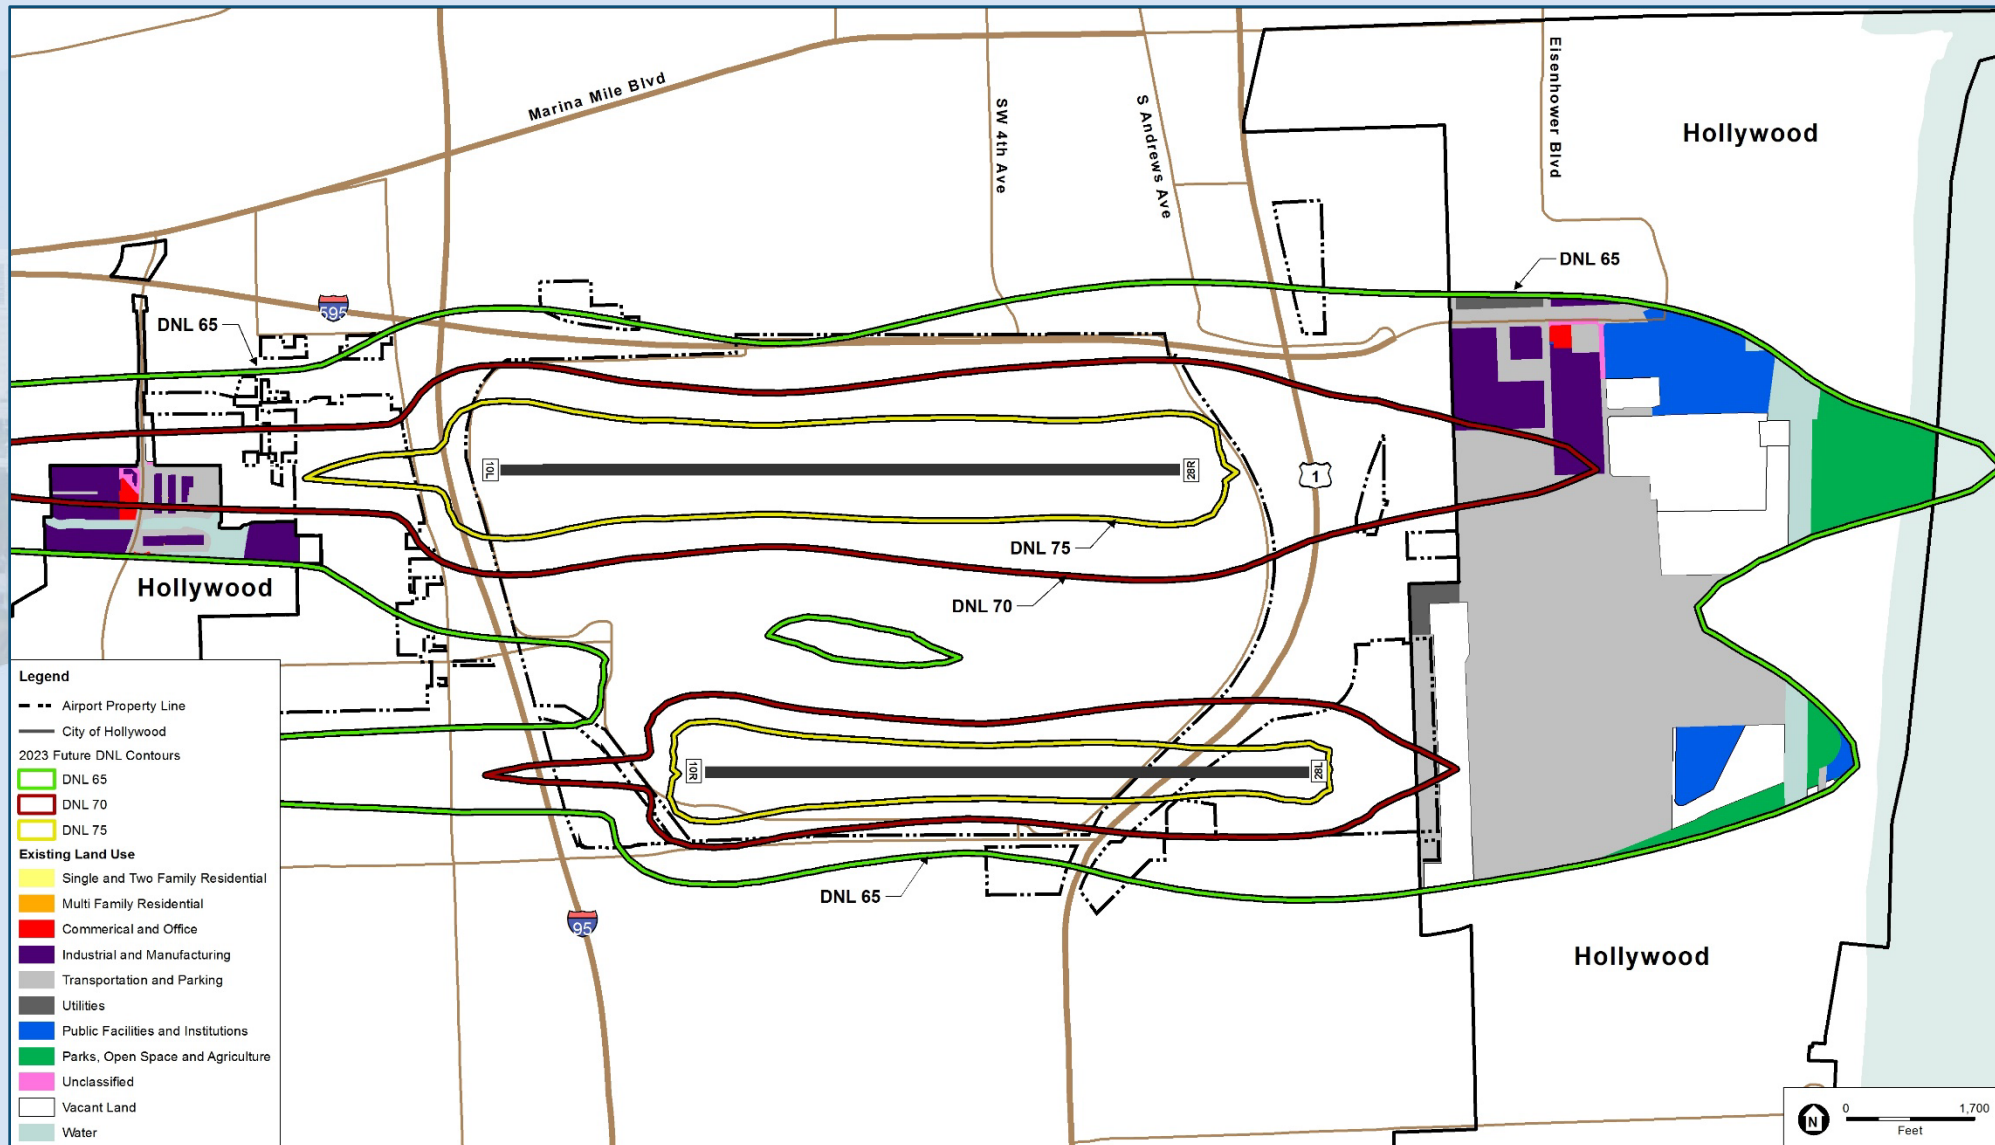 Marina Mile Blvd
SW 4th Ave
S Andrews Ave
Eisenhower Blvd
Hollywood
DNL 65
595
DNL 65
10L
28R
1
DNL 75
DNL 70
Hollywood
10R
28L
DNL 65
95
Hollywood
Legend
Airport Property Line
City of Hollywood
2023 Future DNL Contours
DNL 65
DNL 70
DNL 75
Existing Land Use
Single and Two Family Residential
Multi Family Residential
Commerical and Office
Industrial and Manufacturing
Transportation and Parking
Utilities
Public Facilities and Institutions
Parks, Open Space and Agriculture
Unclassified
Vacant Land
Water
N
0 1,700
Feet